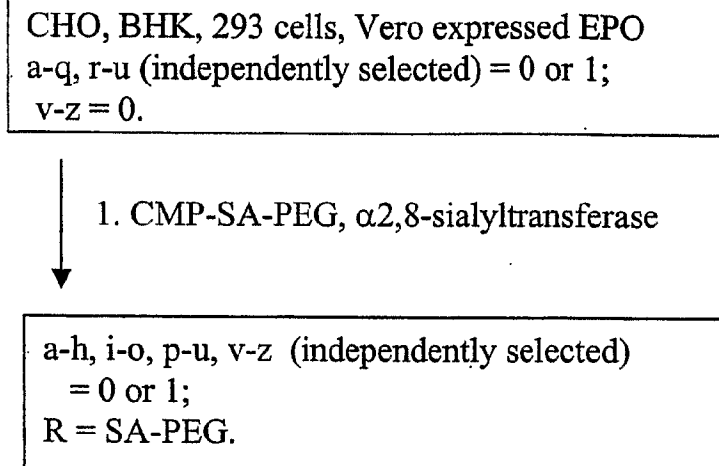 CHO, BHK, 293 cells, Vero expressed EPO
a-q, r-u (independently selected) = 0 or 1;
v-z = 0.
1. CMP-SA-PEG, α2,8-sialyltransferase
a-h, i-o, p-u, v-z (independently selected)
= 0 or 1;
R = SA-PEG.